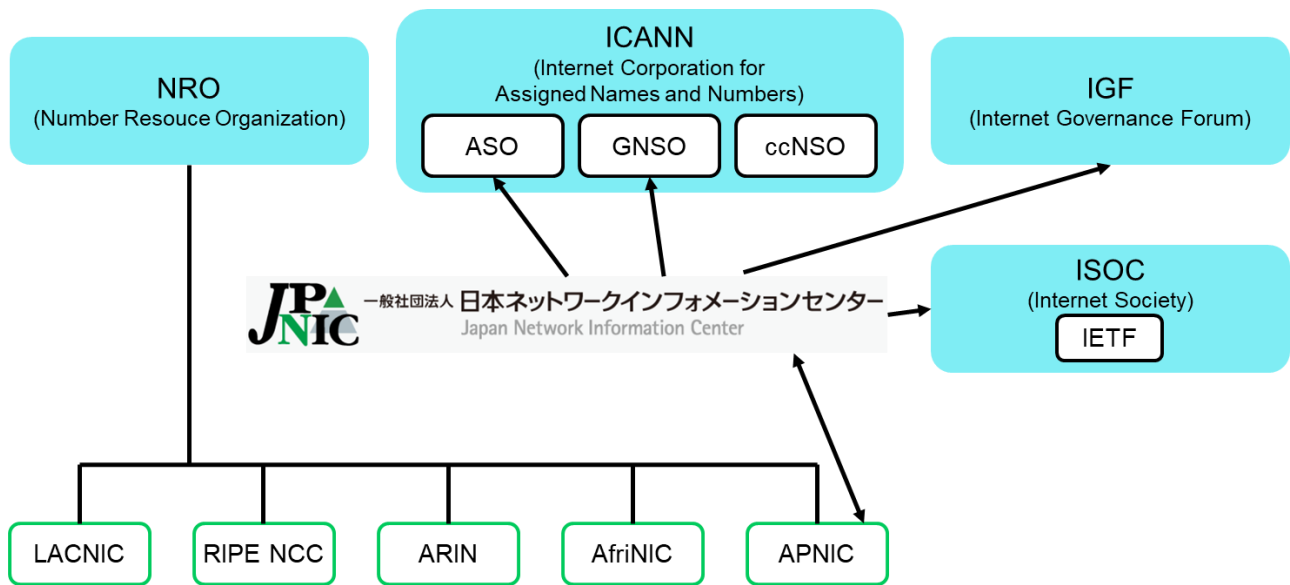 NRO
(Number Resouce Organization)
ICANN
(Internet Corporation for
Assigned Names and Numbers)
ASO
GNSO
ccNSO
IGF
(Internet Governance Forum)
JPNIC
一般社団法人 日本ネットワークインフォメーションセンター
Japan Network Information Center
ISOC
(Internet Society)
IETF
LACNIC
RIPE NCC
ARIN
AfriNIC
APNIC